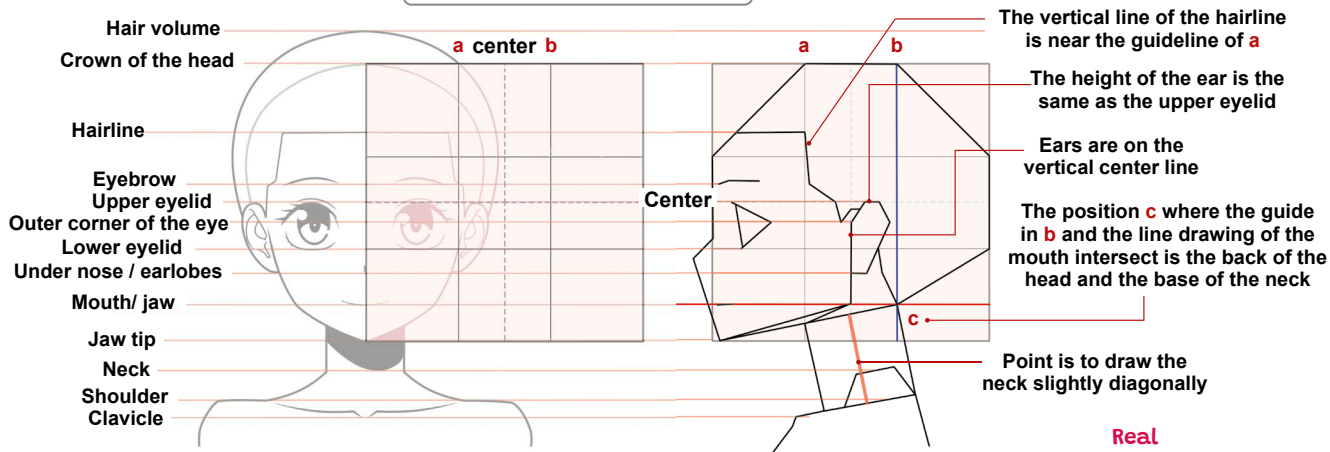 Hair volume
Crown of the head
Hairline
Eyebrow
Upper eyelid
Outer corner of the eye
Lower eyelid
Under nose / earlobes
Mouth/ jaw
Jaw tip
Neck
Shoulder
Clavicle
a center b
a b
Center
c
The vertical line of the hairline
is near the guideline of a
The height of the ear is the
same as the upper eyelid
Ears are on the
vertical center line
The position c where the guide
in b and the line drawing of the
mouth intersect is the back of the
head and the base of the neck
Point is to draw the
neck slightly diagonally
Real